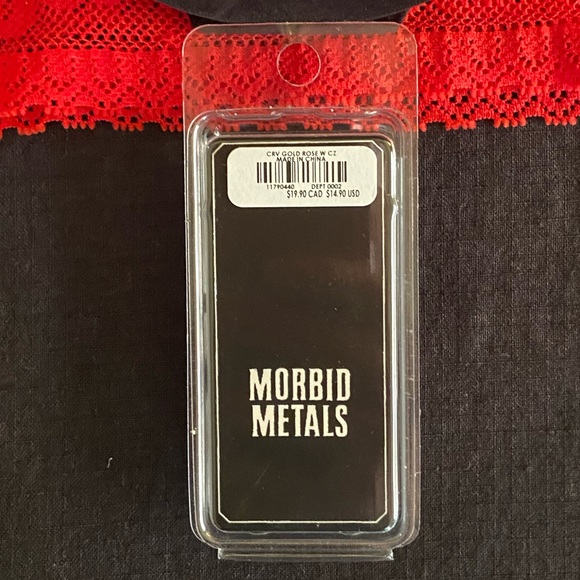 CRV GOLD ROSE W CZ
MADE IN CHINA
11790440 DEPT 0002
$19.90 CAD $14.90 USD
MORBID
METALS